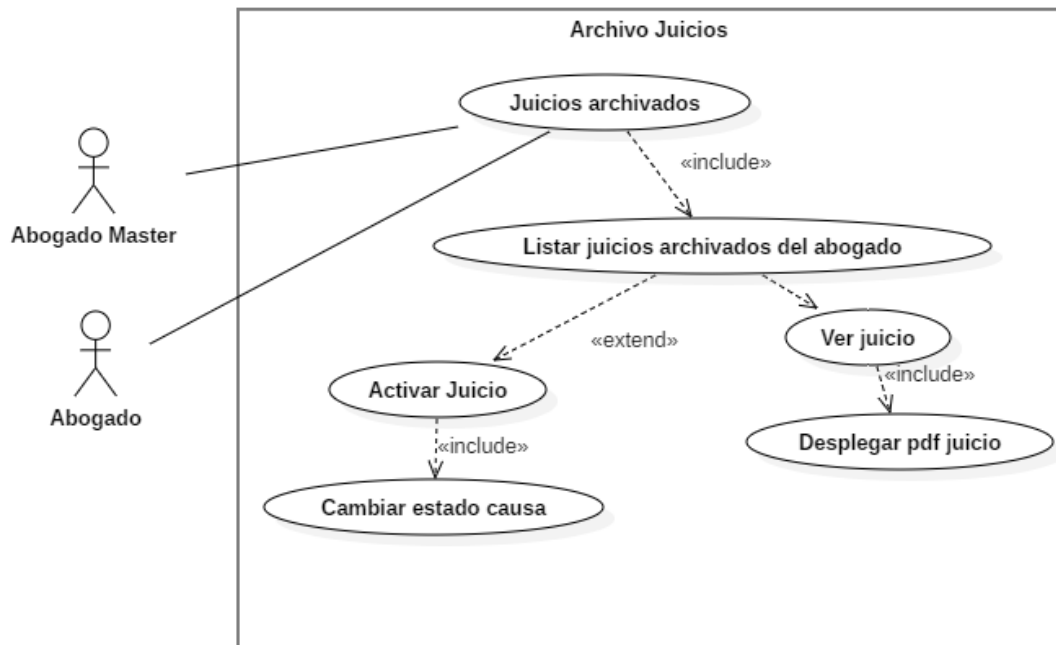 Archivo Juicios
Juicios archivados
«include»
Abogado Master
Listar juicios archivados del abogado
«extend»
Ver juicio
Activar Juicio
«include»
Abogado
«include»
Desplegar pdf juicio
Cambiar estado causa